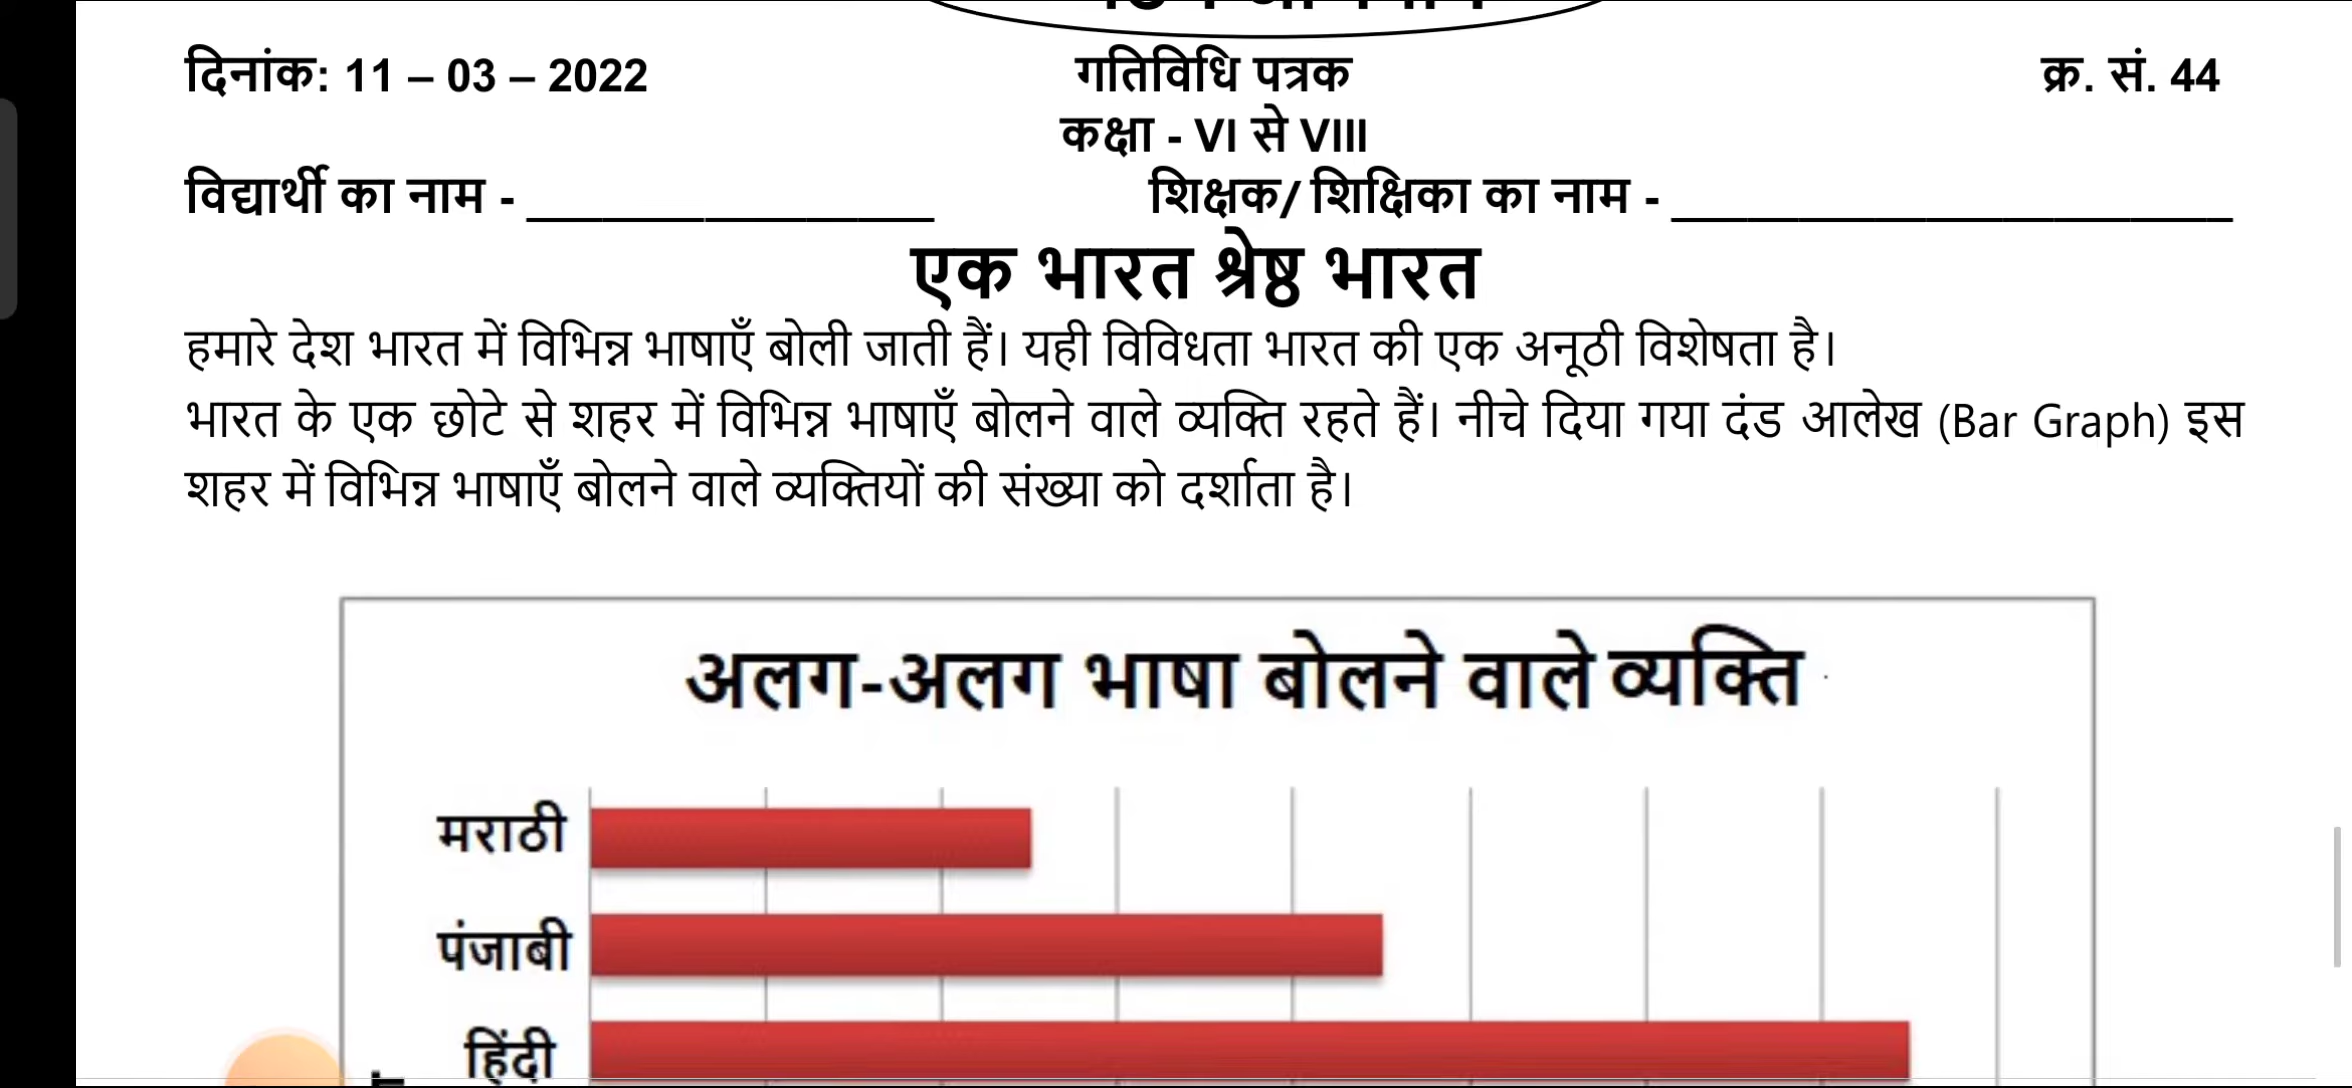 दिनांक: 11 – 03 – 2022 गतिविधि पत्रक क्र. सं. 44
कक्षा - VI से VIII
विद्यार्थी का नाम - ________________ शिक्षक/ शिक्षिका का नाम - ______________________
एक भारत श्रेष्ठ भारत
हमारे देश भारत में विभिन्न भाषाएँ बोली जाती हैं। यही विविधता भारत की एक अनूठी विशेषता है।
भारत के एक छोटे से शहर में विभिन्न भाषाएँ बोलने वाले व्यक्ति रहते हैं। नीचे दिया गया दंड आलेख (Bar Graph) इस
शहर में विभिन्न भाषाएँ बोलने वाले व्यक्तियों की संख्या को दर्शाता है।
अलग-अलग भाषा बोलने वाले व्यक्ति
मराठी
पंजाबी
हिंदी